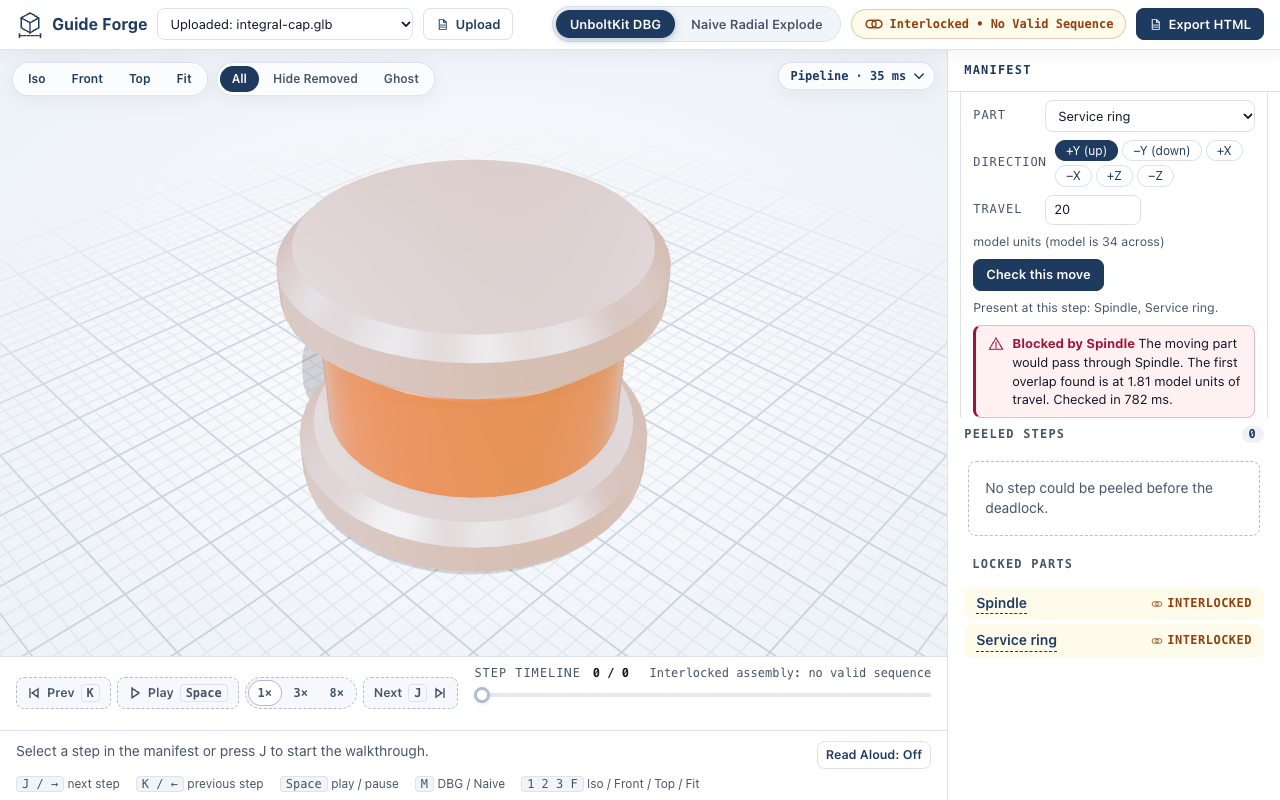 Guide Forge
Uploaded: integral-cap.glb
Upload
UnboltKit DBG
Naive Radial Explode
Interlocked • No Valid Sequence
Export HTML
Iso
Front
Top
Fit
All
Hide Removed
Ghost
Pipeline · 35 ms
MANIFEST
PART
Service ring
DIRECTION
+Y (up)
−Y (down)
+X
−X
+Z
−Z
TRAVEL
20
model units (model is 34 across)
Check this move
Present at this step: Spindle, Service ring.
Blocked by Spindle The moving part
would pass through Spindle. The first
overlap found is at 1.81 model units of
travel. Checked in 782 ms.
PEELED STEPS
0
No step could be peeled before the
deadlock.
LOCKED PARTS
Spindle
INTERLOCKED
Service ring
INTERLOCKED
Prev K
Play Space
1×
3×
8×
Next J
STEP TIMELINE 0 / 0
Interlocked assembly: no valid sequence
Select a step in the manifest or press J to start the walkthrough.
Read Aloud: Off
J / → next step
K / ← previous step
Space play / pause
M DBG / Naive
1 2 3 F Iso / Front / Top / Fit